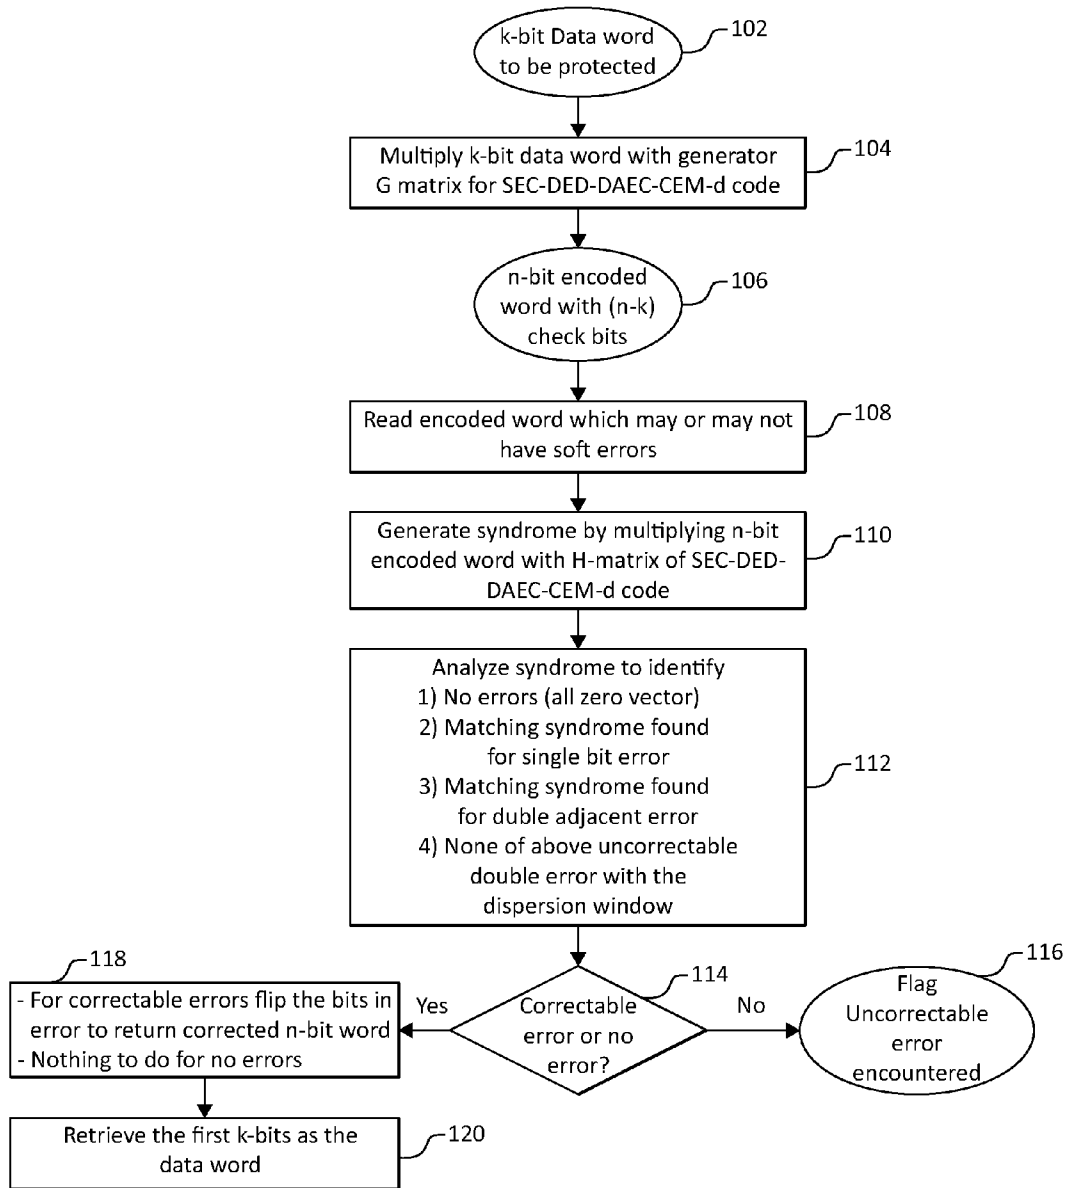 k-bit Data word
to be protected
102
Multiply k-bit data word with generator
G matrix for SEC-DED-DAEC-CEM-d code
104
n-bit encoded
word with (n-k)
check bits
106
Read encoded word which may or may not
have soft errors
108
Generate syndrome by multiplying n-bit
encoded word with H-matrix of SEC-DED-
DAEC-CEM-d code
110
Analyze syndrome to identify
1) No errors (all zero vector)
2) Matching syndrome found
for single bit error
3) Matching syndrome found
for duble adjacent error
4) None of above uncorrectable
double error with the
dispersion window
112
Correctable
error or no
error?
114
Yes
No
Flag
Uncorrectable
error
encountered
116
- For correctable errors flip the bits in
error to return corrected n-bit word
- Nothing to do for no errors
118
Retrieve the first k-bits as the
data word
120